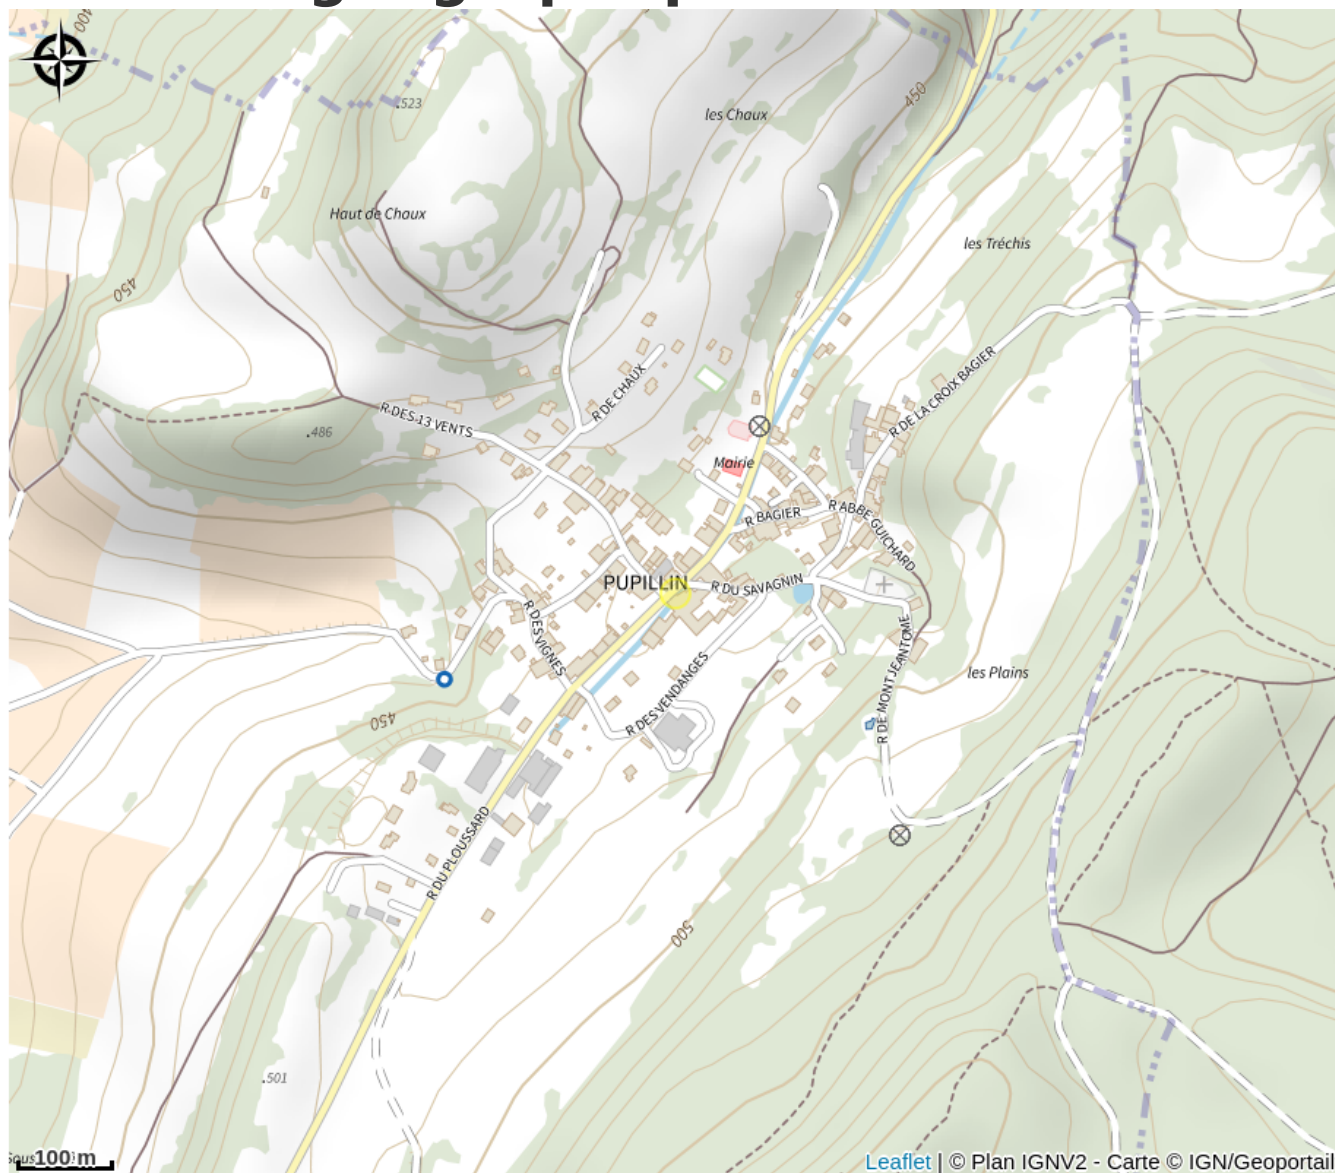 400
.523
450
les Chaux
Haut de Chaux
les Tréchis
450
R DE CHAUX
R DE LA CROIX BAGIER
R DES 13 VENTS
.486
Mairie
R BAGIER
R ABBE GUICHARD
PUPILLIN
R DU SAVAGNIN
R DES VIGNES
R DE MONTJEANTOME
les Plains
R DES VENDANGES
450
R DU PLOUSSARD
500
.501
100 m
Leaflet | © Plan IGNV2 - Carte © IGN/Geoportail